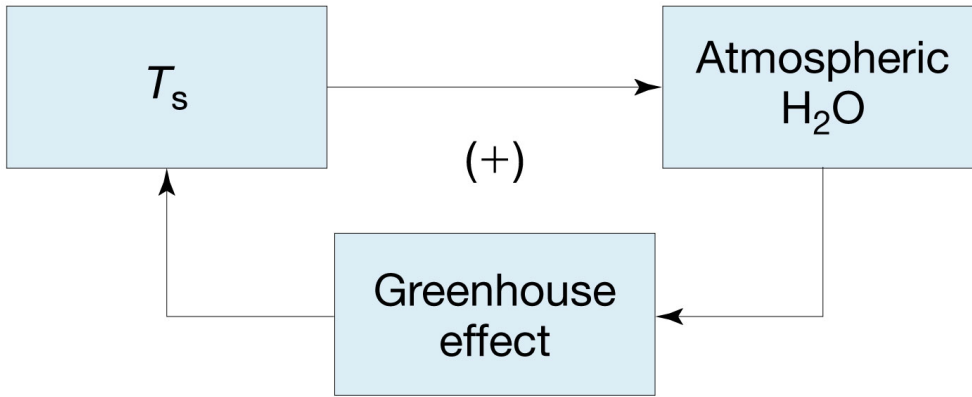 Tₛ
Atmospheric
H₂O
(+)
Greenhouse
effect